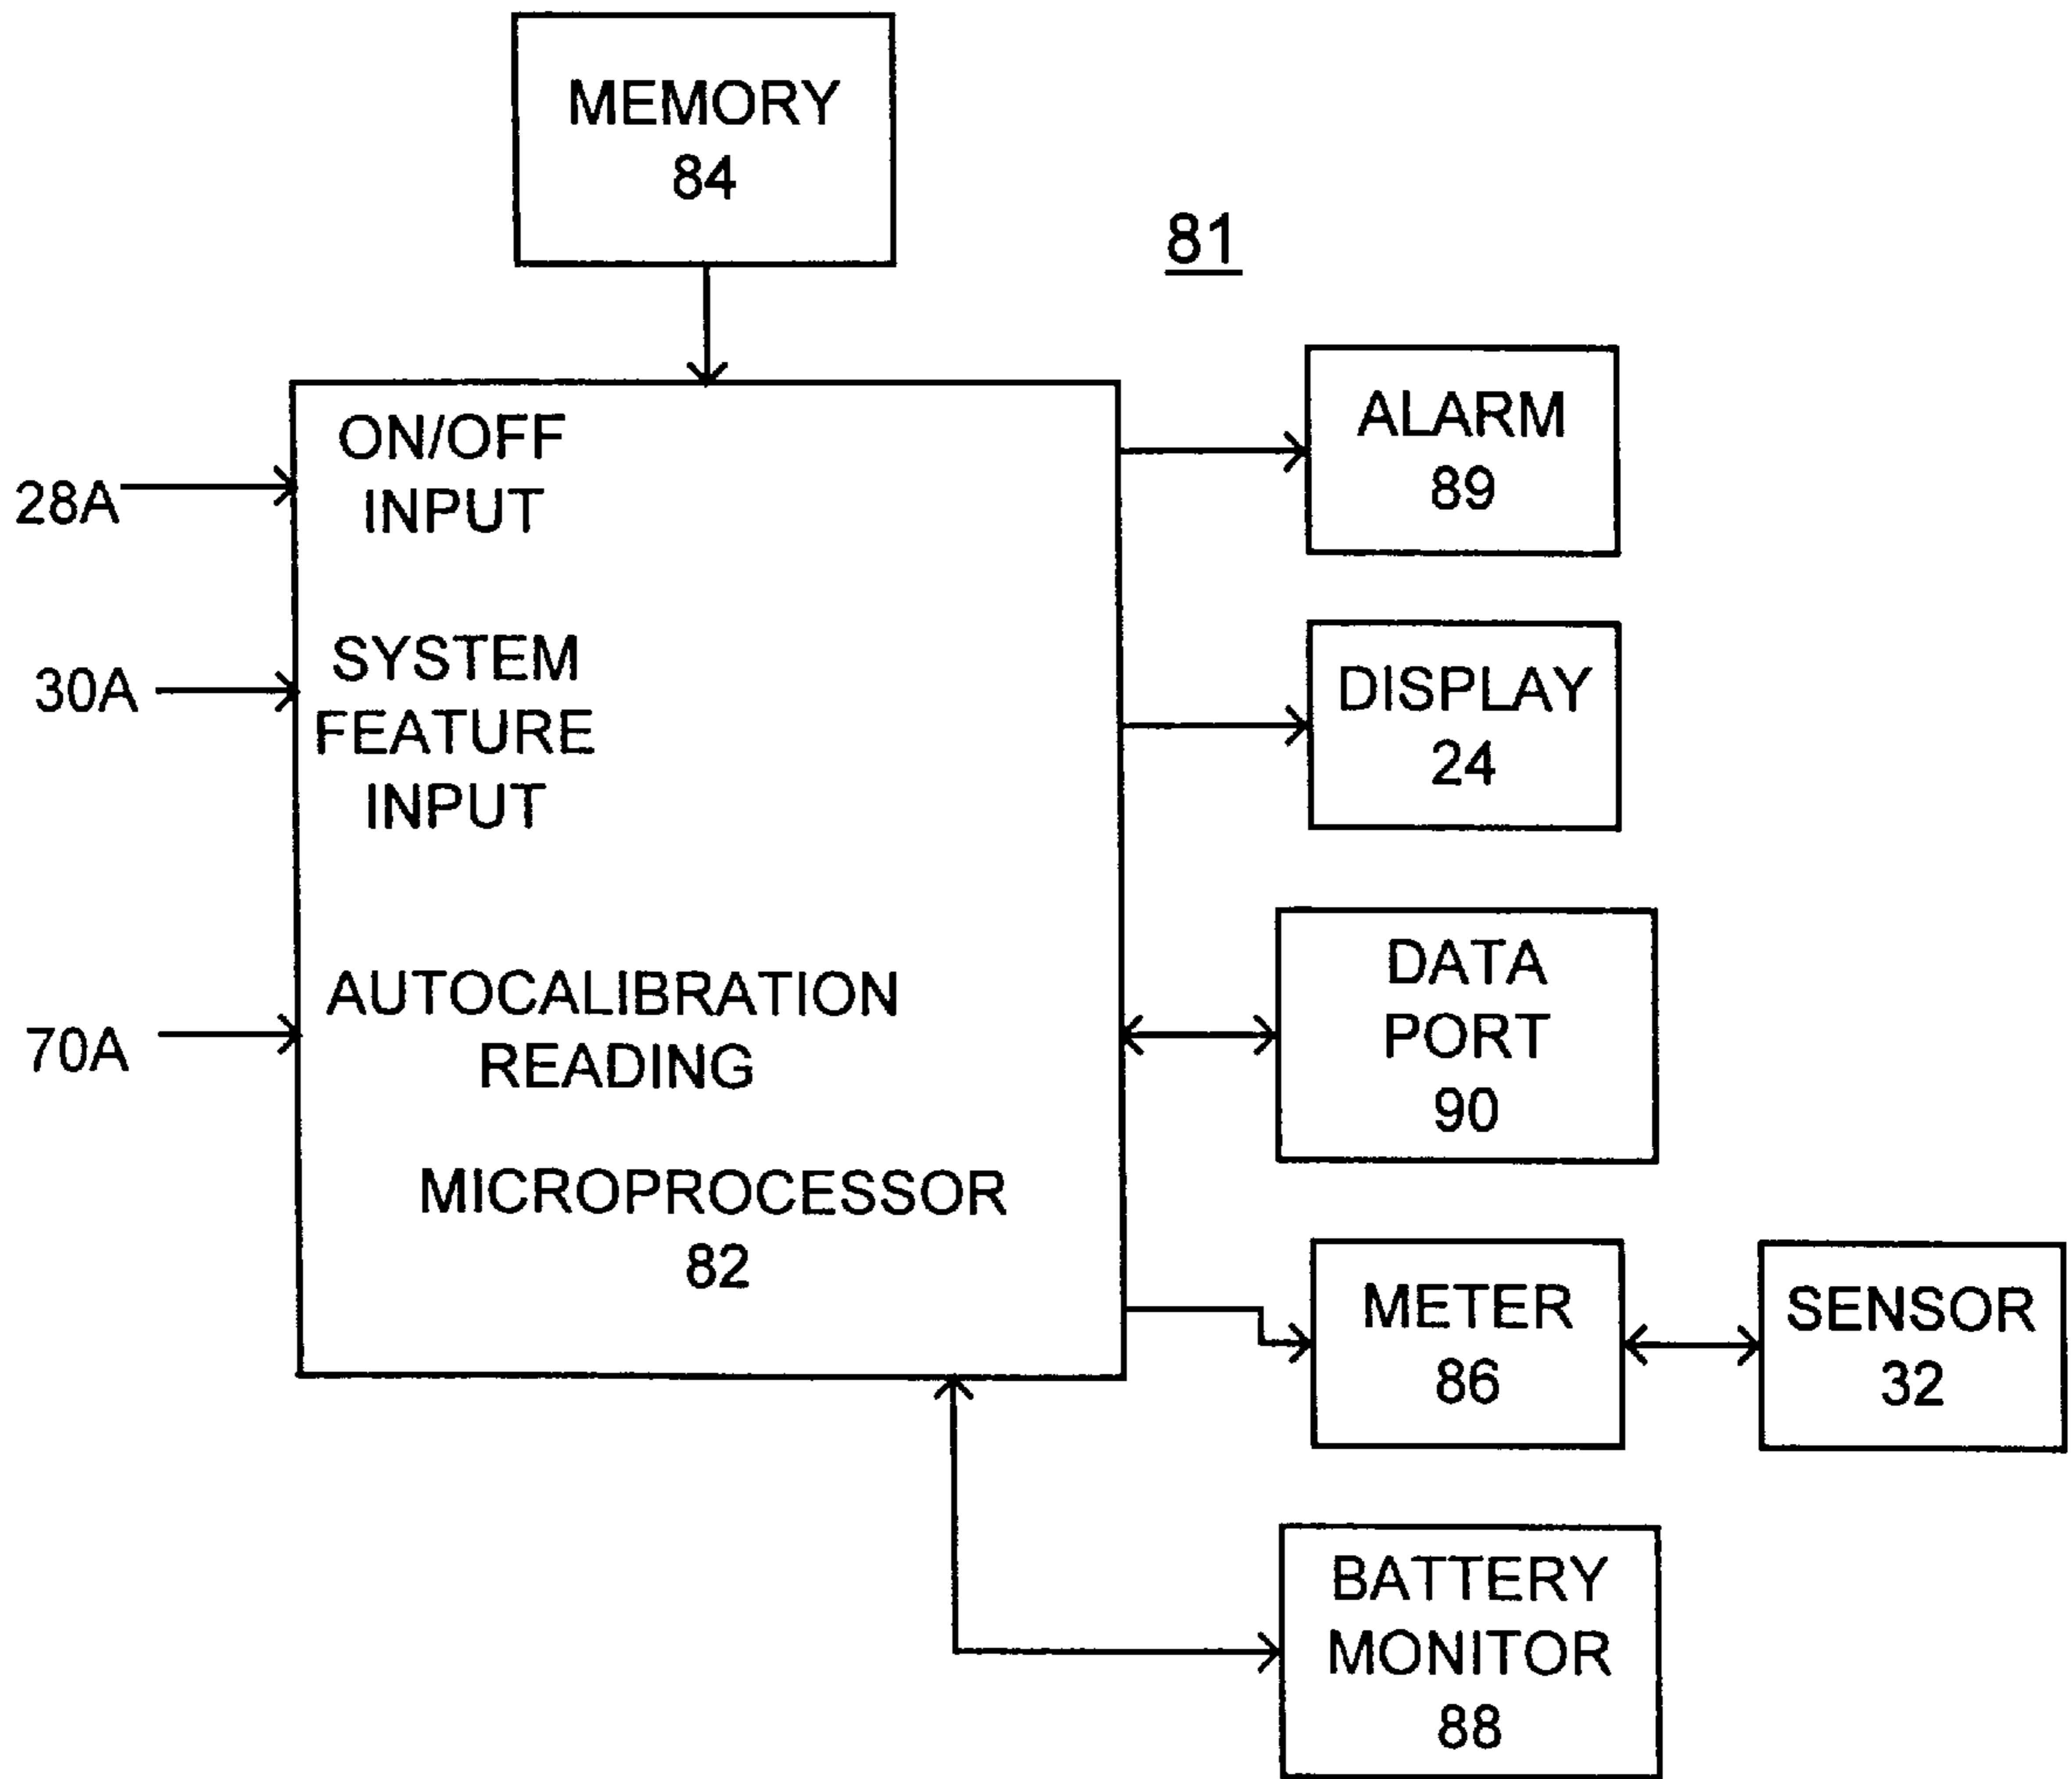 MEMORY
84
81
ON/OFF
INPUT
28A
SYSTEM
FEATURE
INPUT
30A
AUTOCALIBRATION
READING
70A
MICROPROCESSOR
82
ALARM
89
DISPLAY
24
DATA
PORT
90
METER
86
SENSOR
32
BATTERY
MONITOR
88